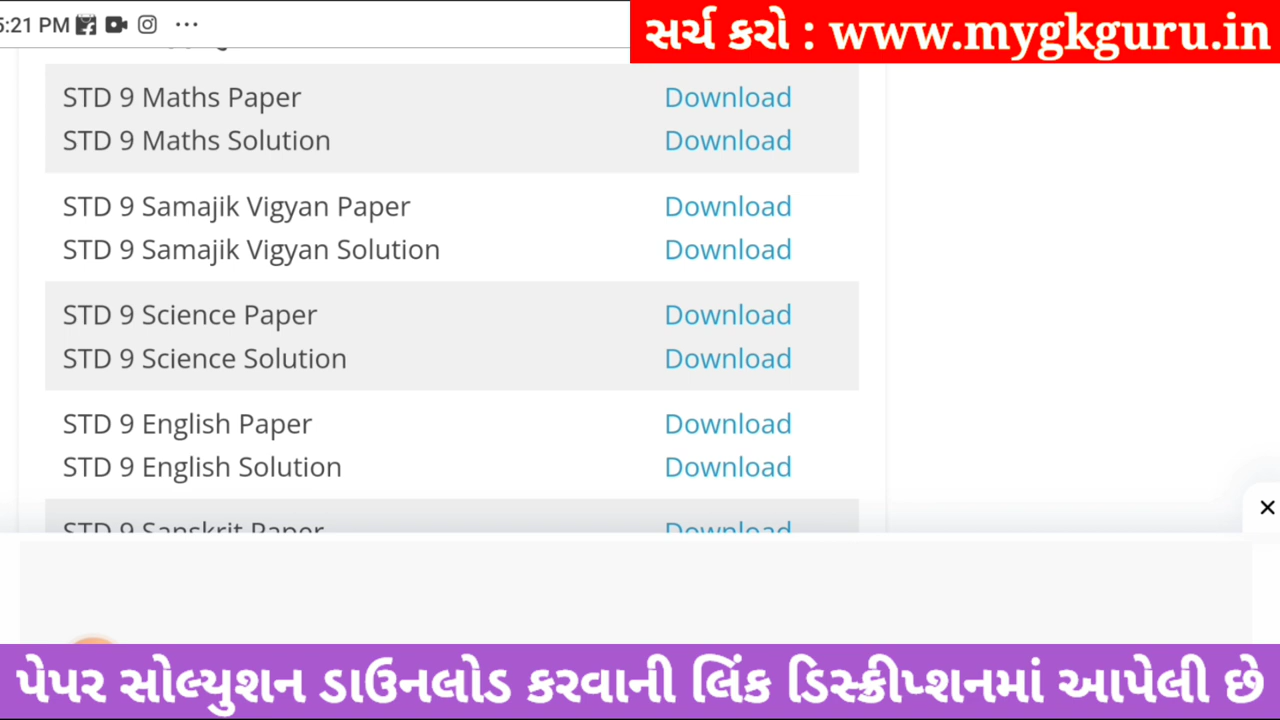 5:21 PM
સર્ચ કરો : www.mygkguru.in
STD 9 Maths Paper Download
STD 9 Maths Solution Download
STD 9 Samajik Vigyan Paper Download
STD 9 Samajik Vigyan Solution Download
STD 9 Science Paper Download
STD 9 Science Solution Download
STD 9 English Paper Download
STD 9 English Solution Download
STD 9 Sanskrit Paper Download
પેપર સોલ્યુશન ડાઉનલોડ કરવાની લિંક ડિસ્ક્રીપ્શનમાં આપેલી છે